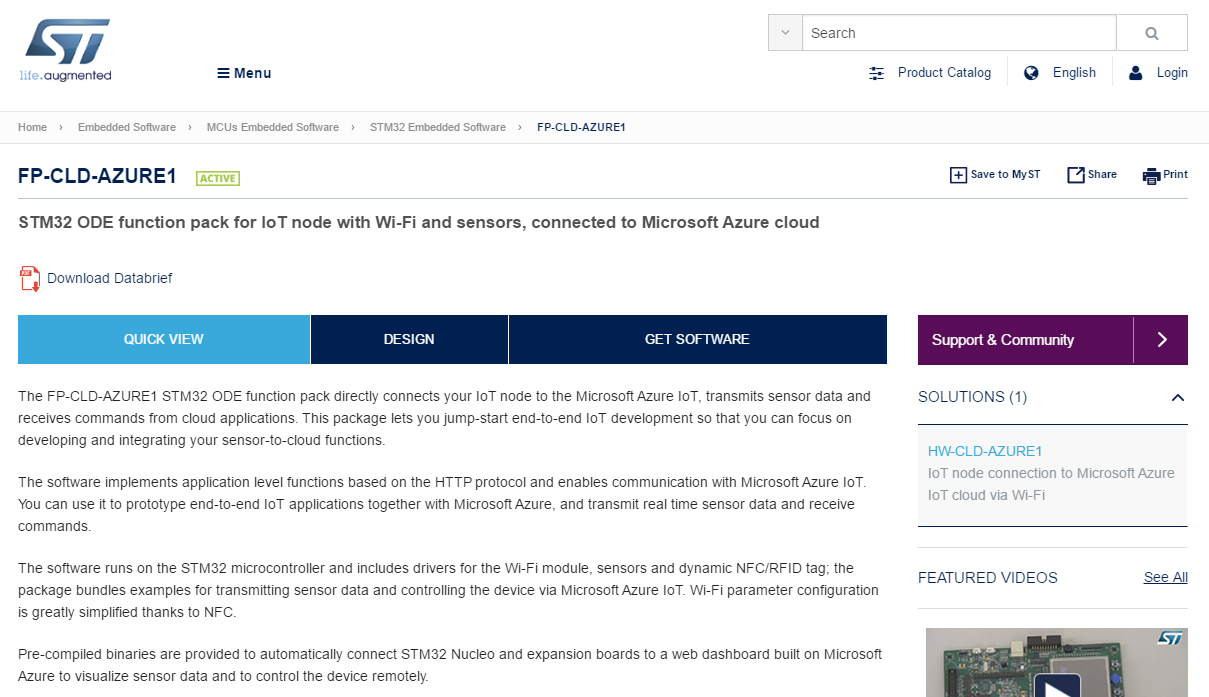 ST
life.augmented
Search
Menu
Product Catalog
English
Login
Home › Embedded Software › MCUs Embedded Software › STM32 Embedded Software › FP-CLD-AZURE1
FP-CLD-AZURE1
ACTIVE
Save to MyST
Share
Print
STM32 ODE function pack for IoT node with Wi-Fi and sensors, connected to Microsoft Azure cloud
PDF
Download Databrief
QUICK VIEW
DESIGN
GET SOFTWARE
The FP-CLD-AZURE1 STM32 ODE function pack directly connects your IoT node to the Microsoft Azure IoT, transmits sensor data and
receives commands from cloud applications. This package lets you jump-start end-to-end IoT development so that you can focus on
developing and integrating your sensor-to-cloud functions.
The software implements application level functions based on the HTTP protocol and enables communication with Microsoft Azure IoT.
You can use it to prototype end-to-end IoT applications together with Microsoft Azure, and transmit real time sensor data and receive
commands.
The software runs on the STM32 microcontroller and includes drivers for the Wi-Fi module, sensors and dynamic NFC/RFID tag; the
package bundles examples for transmitting sensor data and controlling the device via Microsoft Azure IoT. Wi-Fi parameter configuration
is greatly simplified thanks to NFC.
Pre-compiled binaries are provided to automatically connect STM32 Nucleo and expansion boards to a web dashboard built on Microsoft
Azure to visualize sensor data and to control the device remotely.
Support & Community
SOLUTIONS (1)
HW-CLD-AZURE1
IoT node connection to Microsoft Azure
IoT cloud via Wi-Fi
FEATURED VIDEOS
See All
ST